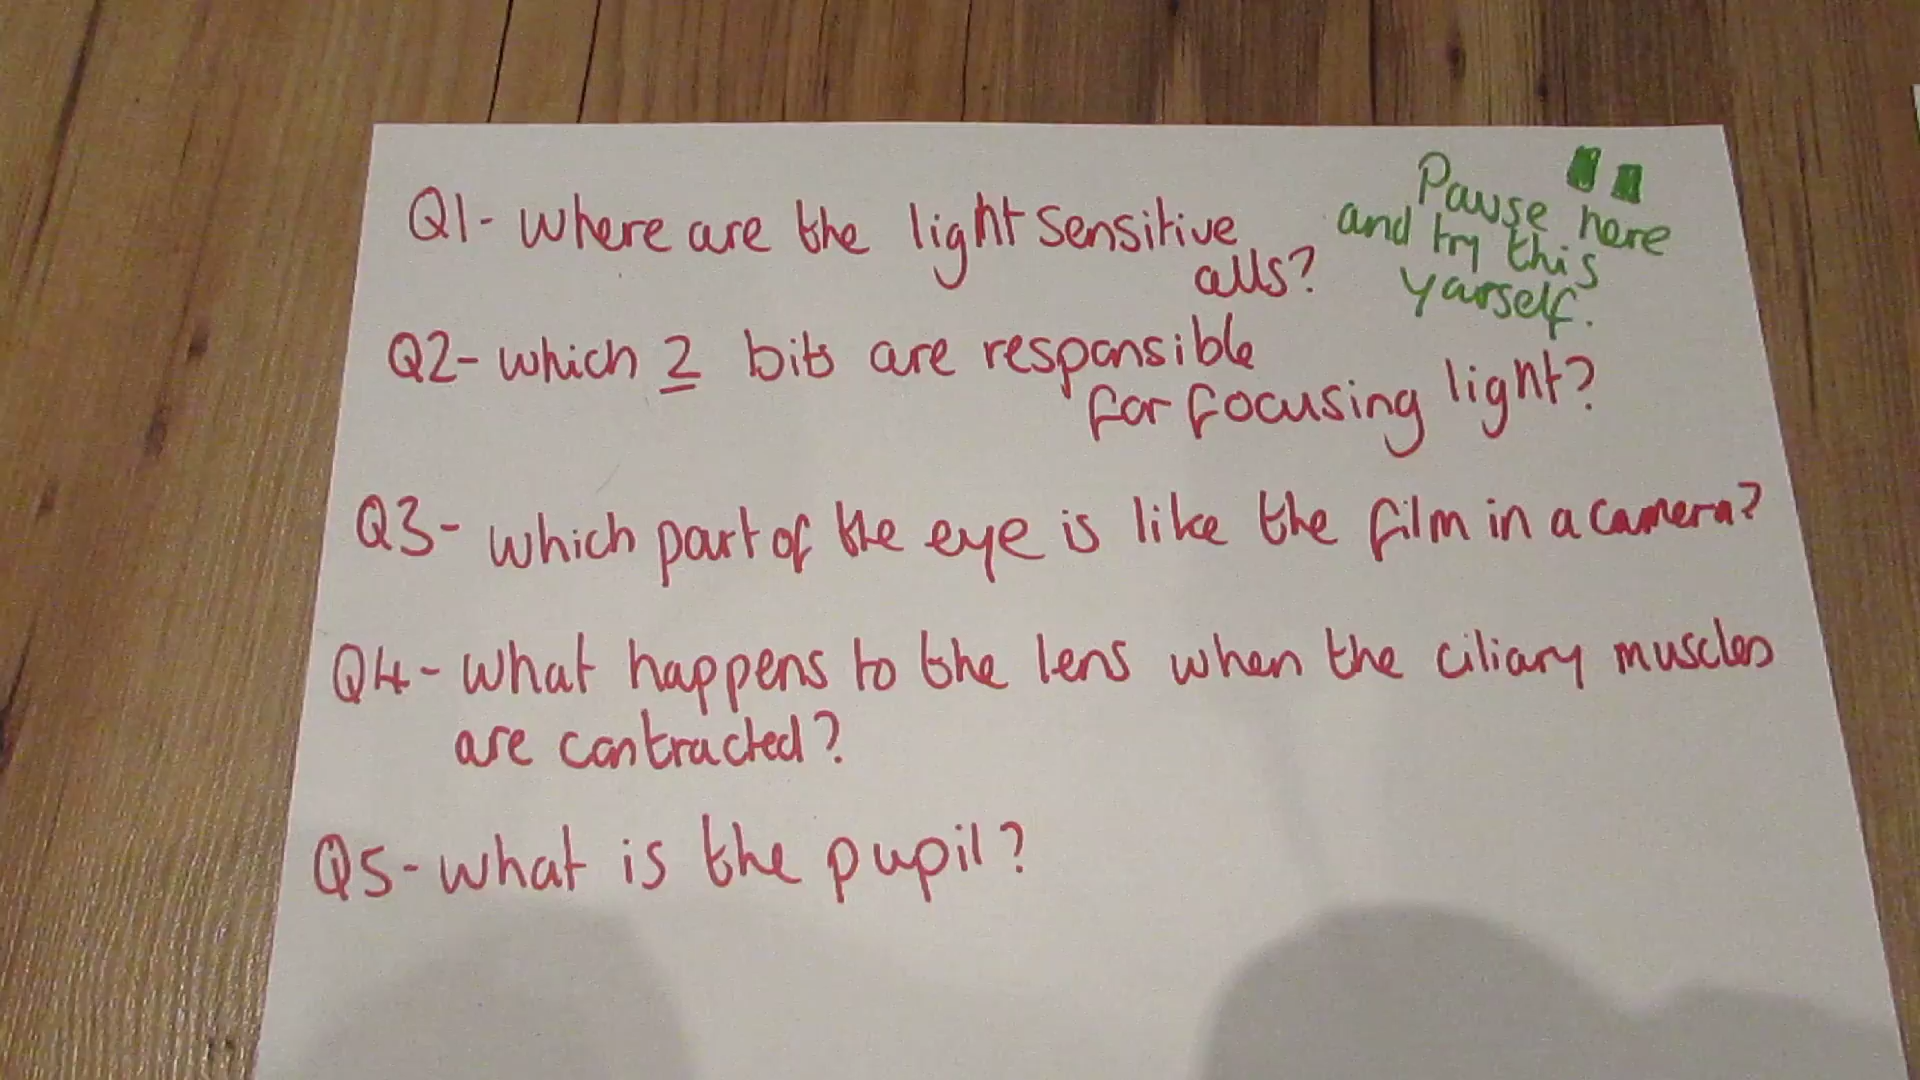 Q1- where are the light sensitive
cells?
Pause here
and try this
yourself.
Q2- which 2 bits are responsible
for focusing light?
Q3- which part of the eye is like the film in a camera?
Q4- what happens to the lens when the ciliary muscles
are contracted?
Q5- what is the pupil?